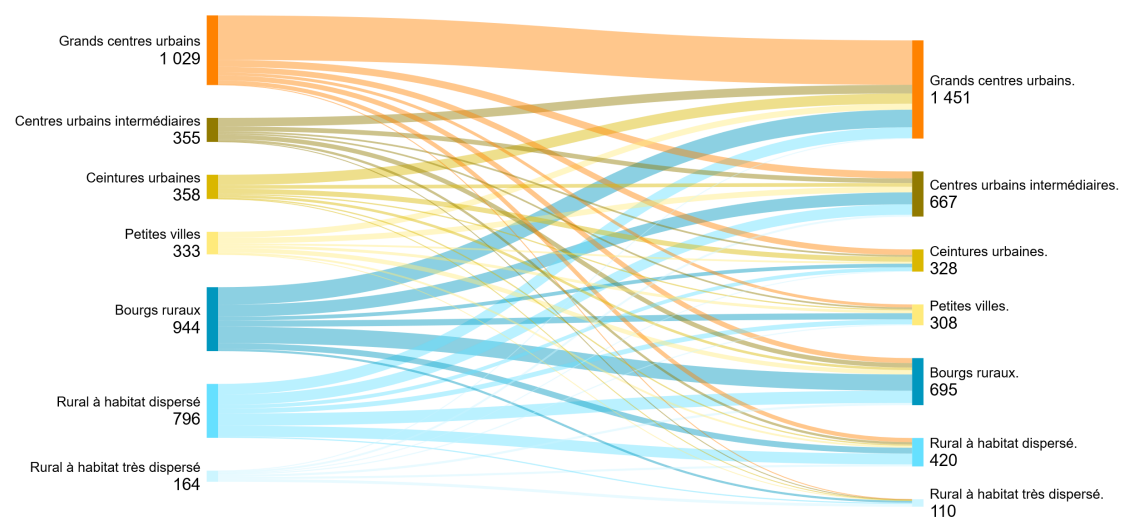 Grands centres urbains
1 029
Centres urbains intermédiaires
355
Ceintures urbaines
358
Petites villes
333
Bourgs ruraux
944
Rural à habitat dispersé
796
Rural à habitat très dispersé
164
Grands centres urbains.
1 451
Centres urbains intermédiaires.
667
Ceintures urbaines.
328
Petites villes.
308
Bourgs ruraux.
695
Rural à habitat dispersé.
420
Rural à habitat très dispersé.
110